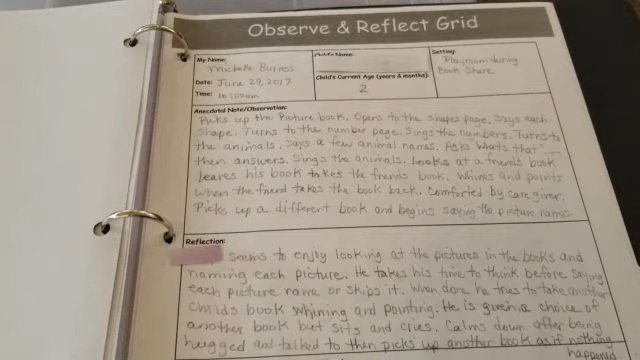 Observe & Reflect Grid
My Name:
Michelle Burress
Child's Name:
Setting:
Playroom during
Book Share
Date: June 29, 2017
Time: 10:00am
Child's Current Age (years & months):
2
Anecdotal Note/Observation:
Picks up the Picture book. Opens to the shapes page. Says each
Shape. Turns to the number page. Sings the numbers. Turns to
the animals. Says a few animal names. Asks whats that
then answers. Sings the animals. Looks at a friends book
leaves his book takes the friends book. Whines and points
when the friend takes the book back. Comforted by care giver.
Picks up a different book and begins saying the picture names
Reflection:
seems to enjoy looking at the pictures in the books and
naming each picture. He takes his time to think before saying
each picture name or skips it. When done he tries to take another
childs book whining and pointing. He is given a choice of
another book but sits and cries. Calms down after being
hugged and talked to then picks up another book as if nothing
happened